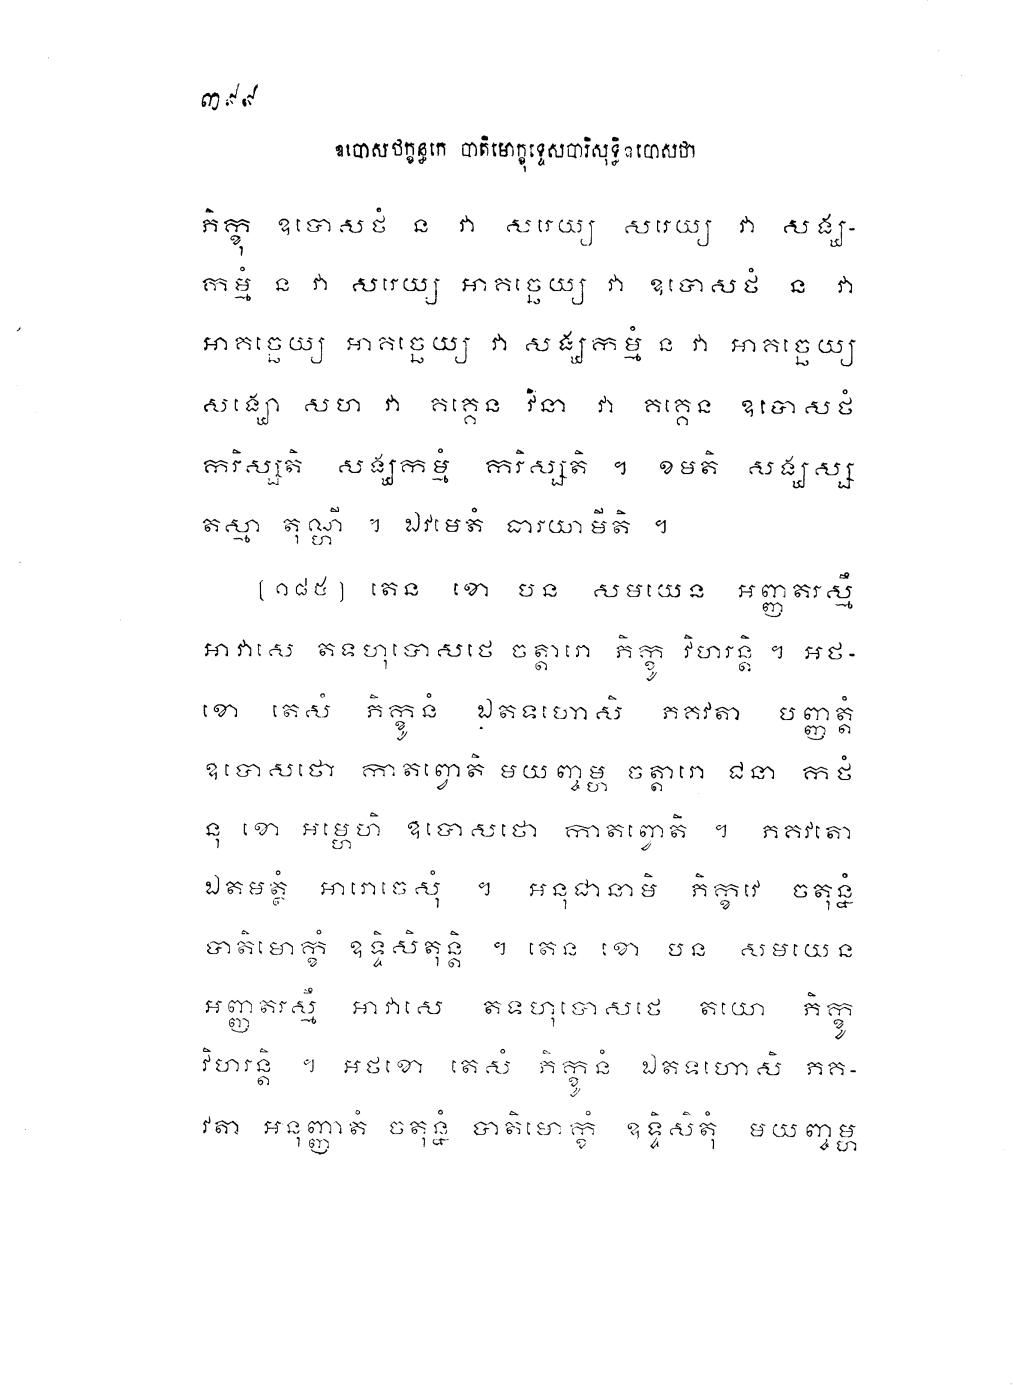 ៣៩៩
ឧបោសថក្ខន្ធកេ បាតិមោក្ខុទ្ទេសបារិសុទ្ធិឧបោសថា
ភិក្ខុ ឧបោសថំ ន វា សរេយ្យ សរេយ្យ វា សង្ឃ-
កម្មំ ន វា សរេយ្យ អាគច្ឆេយ្យ វា ឧបោសថំ ន វា
អាគច្ឆេយ្យ អាគច្ឆេយ្យ វា សង្ឃកម្មំ ន វា អាគច្ឆេយ្យ
សង្ឃោ សហ វា គគ្គេន វិនា វា គគ្គេន ឧបោសថំ
ករិស្សតិ សង្ឃកម្មំ ករិស្សតិ ។ ខមតិ សង្ឃស្ស
តស្មា តុណ្ហី ។ ឯវមេតំ ធារយាមីតិ ។
[១៨៥] តេន ខោ បន សមយេន អញ្ញតរស្មឹ
អាវាសេ តទហុបោសថេ ចត្តារោ ភិក្ខូ វិហរន្តិ ។ អថ-
ខោ តេសំ ភិក្ខូនំ ឯតទហោសិ ភគវតា បញ្ញត្តំ
ឧបោសថោ កាតព្វោតិ មយញ្ចម្ហ ចត្តារោ ជនា កថំ
នុ ខោ អម្ហេហិ ឧបោសថោ កាតព្វោតិ ។ ភគវតោ
ឯតមត្ថំ អារោចេសុំ ។ អនុជានាមិ ភិក្ខវេ ចតុន្នំ
បាតិមោក្ខំ ឧទ្ទិសិតុន្តិ ។ តេន ខោ បន សមយេន
អញ្ញតរស្មឹ អាវាសេ តទហុបោសថេ តយោ ភិក្ខូ
វិហរន្តិ ។ អថខោ តេសំ ភិក្ខូនំ ឯតទហោសិ ភគ-
វតា អនុញ្ញាតំ ចតុន្នំ បាតិមោក្ខំ ឧទ្ទិសិតុំ មយញ្ចម្ហ